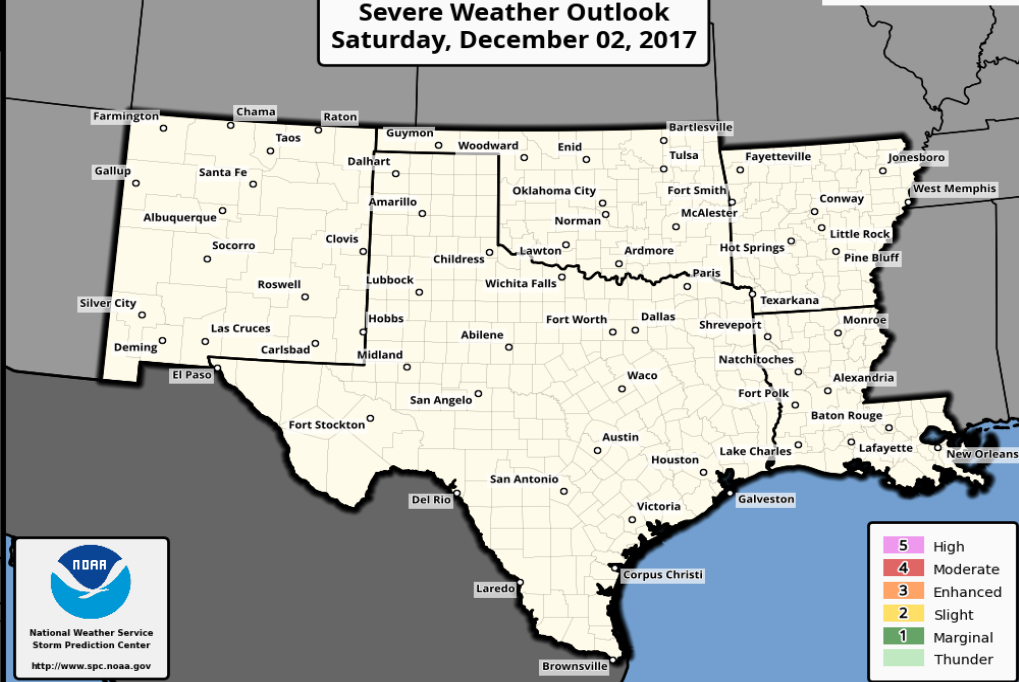 Severe Weather Outlook
Saturday, December 02, 2017
Farmington
Chama
Raton
Taos
Guymon
Woodward
Enid
Bartlesville
Tulsa
Fayetteville
Jonesboro
Gallup
Santa Fe
Dalhart
Oklahoma City
Fort Smith
West Memphis
Albuquerque
Amarillo
Norman
McAlester
Conway
Little Rock
Socorro
Clovis
Childress
Lawton
Ardmore
Hot Springs
Pine Bluff
Roswell
Lubbock
Wichita Falls
Paris
Texarkana
Silver City
Las Cruces
Hobbs
Abilene
Fort Worth
Dallas
Shreveport
Monroe
Deming
Carlsbad
Midland
Natchitoches
El Paso
San Angelo
Waco
Fort Polk
Alexandria
Fort Stockton
Austin
Baton Rouge
Houston
Lake Charles
Lafayette
New Orleans
Del Rio
San Antonio
Galveston
Victoria
Laredo
Corpus Christi
Brownsville
NOAA
National Weather Service
Storm Prediction Center
http://www.spc.noaa.gov
5 High
4 Moderate
3 Enhanced
2 Slight
1 Marginal
Thunder